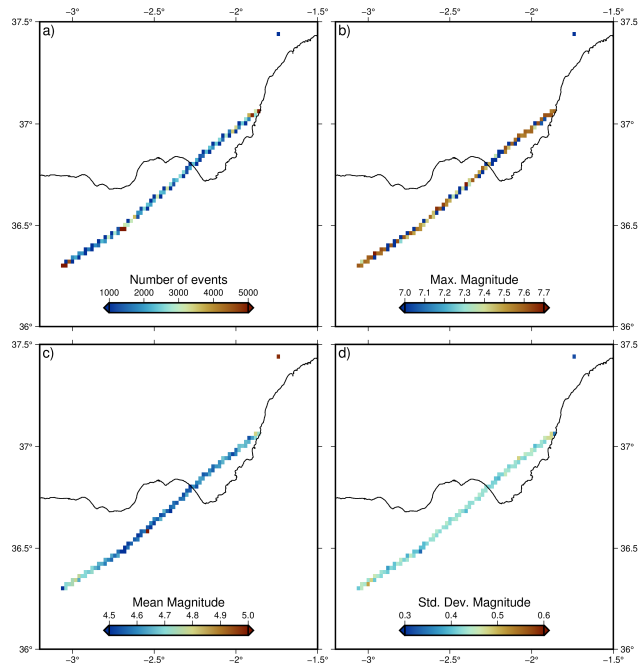 −3° −2.5° −2° −1.5° −3° −2.5° −2° −1.5°
37.5° 37.5°
a) b)
37° 37°
36.5° 36.5°
Number of events Max. Magnitude
1000 2000 3000 4000 5000 7.0 7.1 7.2 7.3 7.4 7.5 7.6 7.7
36° 36°
37.5° 37.5°
c) d)
37° 37°
36.5° 36.5°
Mean Magnitude Std. Dev. Magnitude
4.5 4.6 4.7 4.8 4.9 5.0 0.3 0.4 0.5 0.6
36° 36°
−3° −2.5° −2° −1.5° −3° −2.5° −2° −1.5°